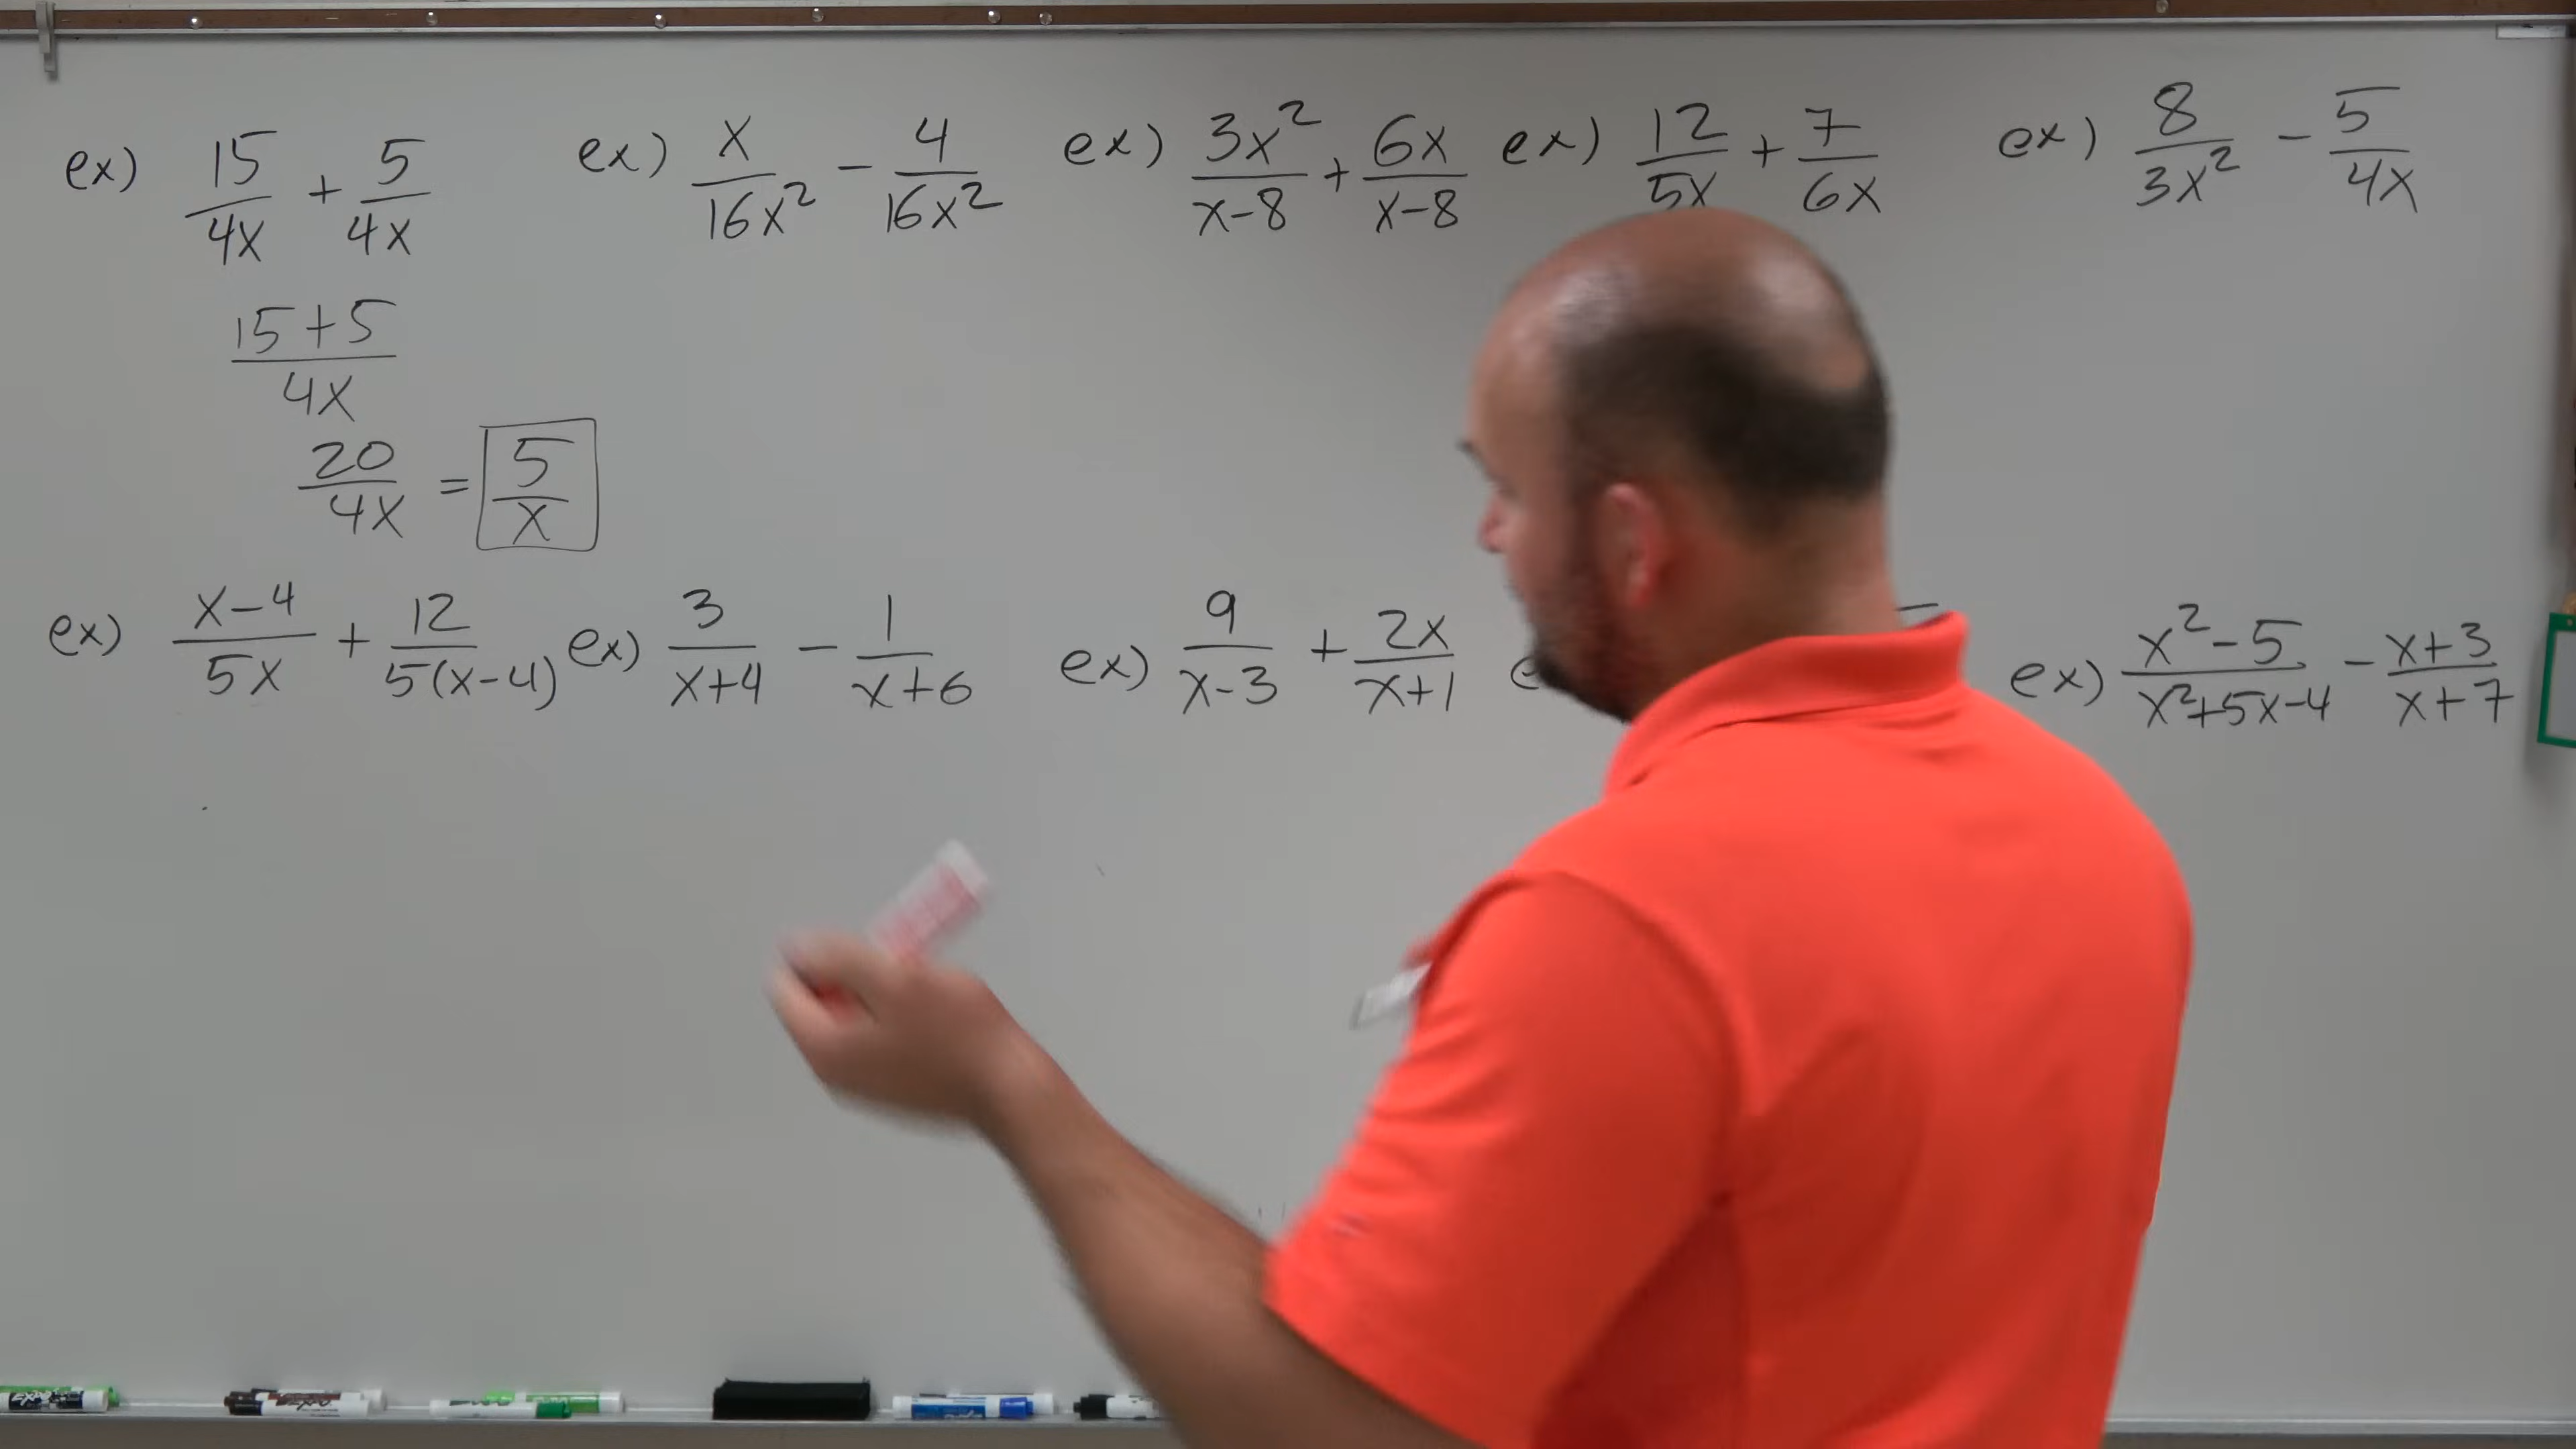 ex) 15/4x + 5/4x
ex) x/16x² - 4/16x²
ex) 3x²/x-8 + 6x/x-8
ex) 12/5x + 7/6x
ex) 8/3x² - 5/4x
15+5/4x
20/4x = 5/x
ex) x-4/5x + 12/5(x-4)
ex) 3/x+4 - 1/x+6
ex) 9/x-3 + 2x/x+1
ex) x²-5/x²+5x-4 - x+3/x+7